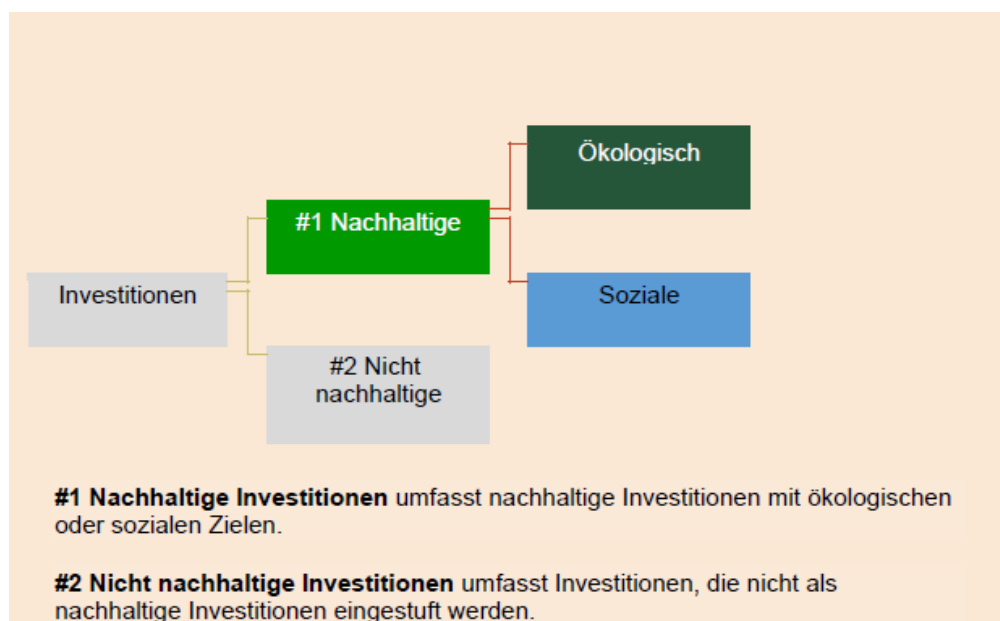 Ökologisch
#1 Nachhaltige
Investitionen
Soziale
#2 Nicht
nachhaltige
#1 Nachhaltige Investitionen umfasst nachhaltige Investitionen mit ökologischen
oder sozialen Zielen.
#2 Nicht nachhaltige Investitionen umfasst Investitionen, die nicht als
nachhaltige Investitionen eingestuft werden.